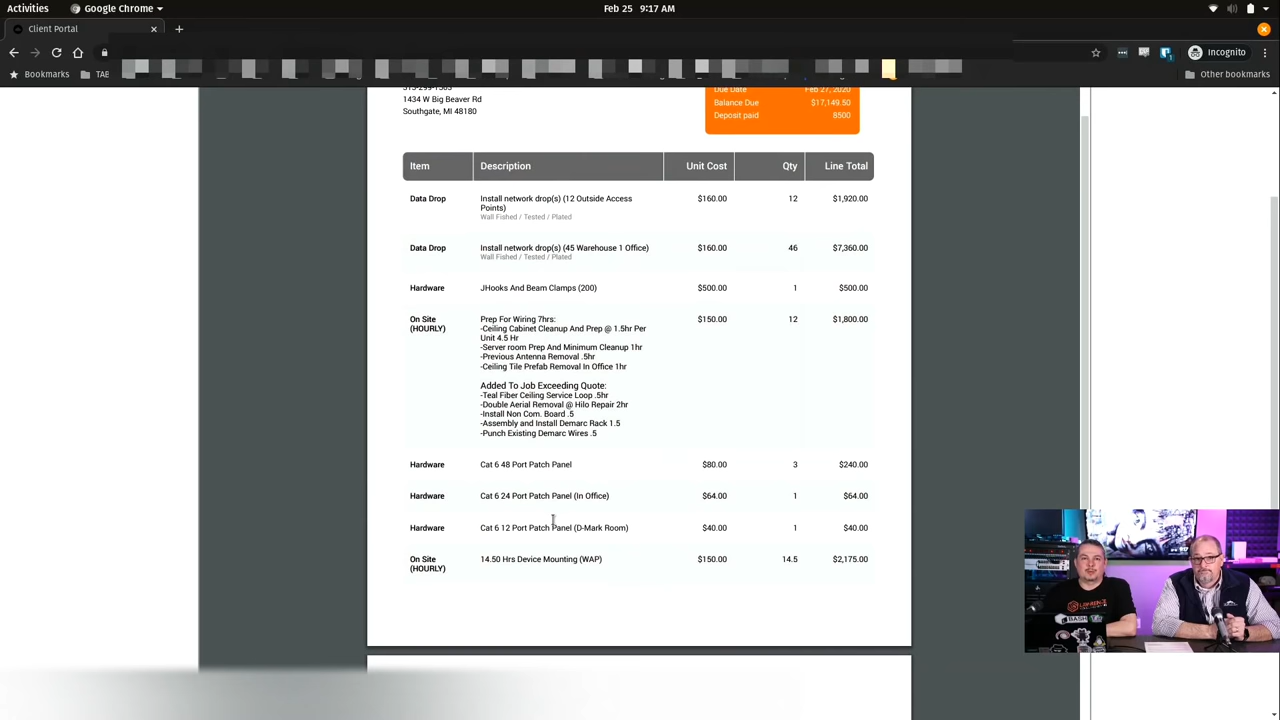 Activities
Google Chrome
Feb 25 9:17 AM
Client Portal
Incognito
Bookmarks
TAB
Other bookmarks
1434 W Big Beaver Rd
Southgate, MI 48180
Due Date Feb 27, 2020
Balance Due $17,149.50
Deposit paid 8500
Item Description Unit Cost Qty Line Total
Data Drop Install network drop(s) (12 Outside Access $160.00 12 $1,920.00
Points)
Wall Fished / Tested / Plated
Data Drop Install network drop(s) (45 Warehouse 1 Office) $160.00 46 $7,360.00
Wall Fished / Tested / Plated
Hardware JHooks And Beam Clamps (200) $500.00 1 $500.00
On Site Prep For Wiring 7hrs: $150.00 12 $1,800.00
(HOURLY) -Ceiling Cabinet Cleanup And Prep @ 1.5hr Per
Unit 4.5 Hr
-Server room Prep And Minimum Cleanup 1hr
-Previous Antenna Removal .5hr
-Ceiling Tile Prefab Removal In Office 1hr
Added To Job Exceeding Quote:
-Teal Fiber Ceiling Service Loop .5hr
-Double Aerial Removal @ Hilo Repair 2hr
-Install Non Com. Board .5
-Assembly and Install Demarc Rack 1.5
-Punch Existing Demarc Wires .5
Hardware Cat 6 48 Port Patch Panel $80.00 3 $240.00
Hardware Cat 6 24 Port Patch Panel (In Office) $64.00 1 $64.00
Hardware Cat 6 12 Port Patch Panel (D-Mark Room) $40.00 1 $40.00
On Site 14.50 Hrs Device Mounting (WAP) $150.00 14.5 $2,175.00
(HOURLY)